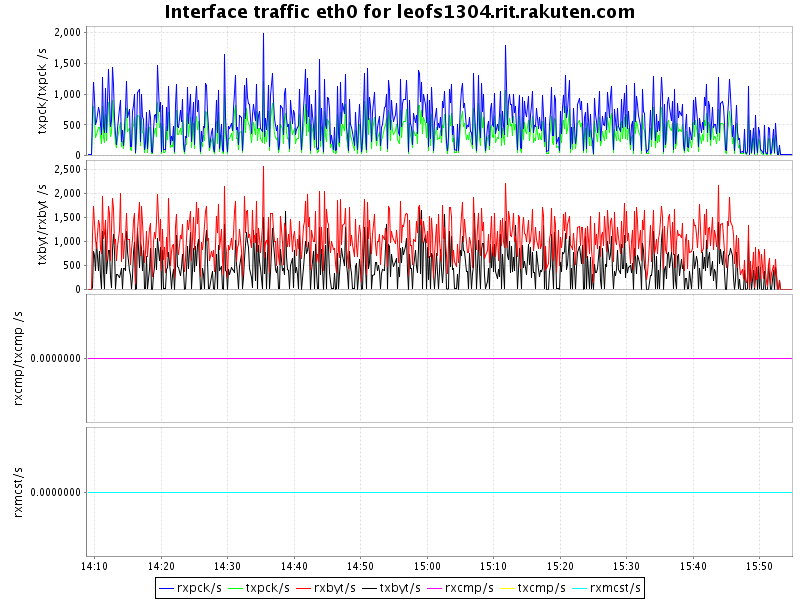 Interface traffic eth0 for leofs1304.rit.rakuten.com
txpck/txpck /s
2,000
1,500
1,000
500
0
txbyt/rxbyt /s
2,500
2,000
1,500
1,000
500
0
rxcmp/txcmp /s
0.0000000
rxmcst/s
0.0000000
14:10 14:20 14:30 14:40 14:50 15:00 15:10 15:20 15:30 15:40 15:50
rxpck/s txpck/s rxbyt/s txbyt/s rxcmp/s txcmp/s rxmcst/s